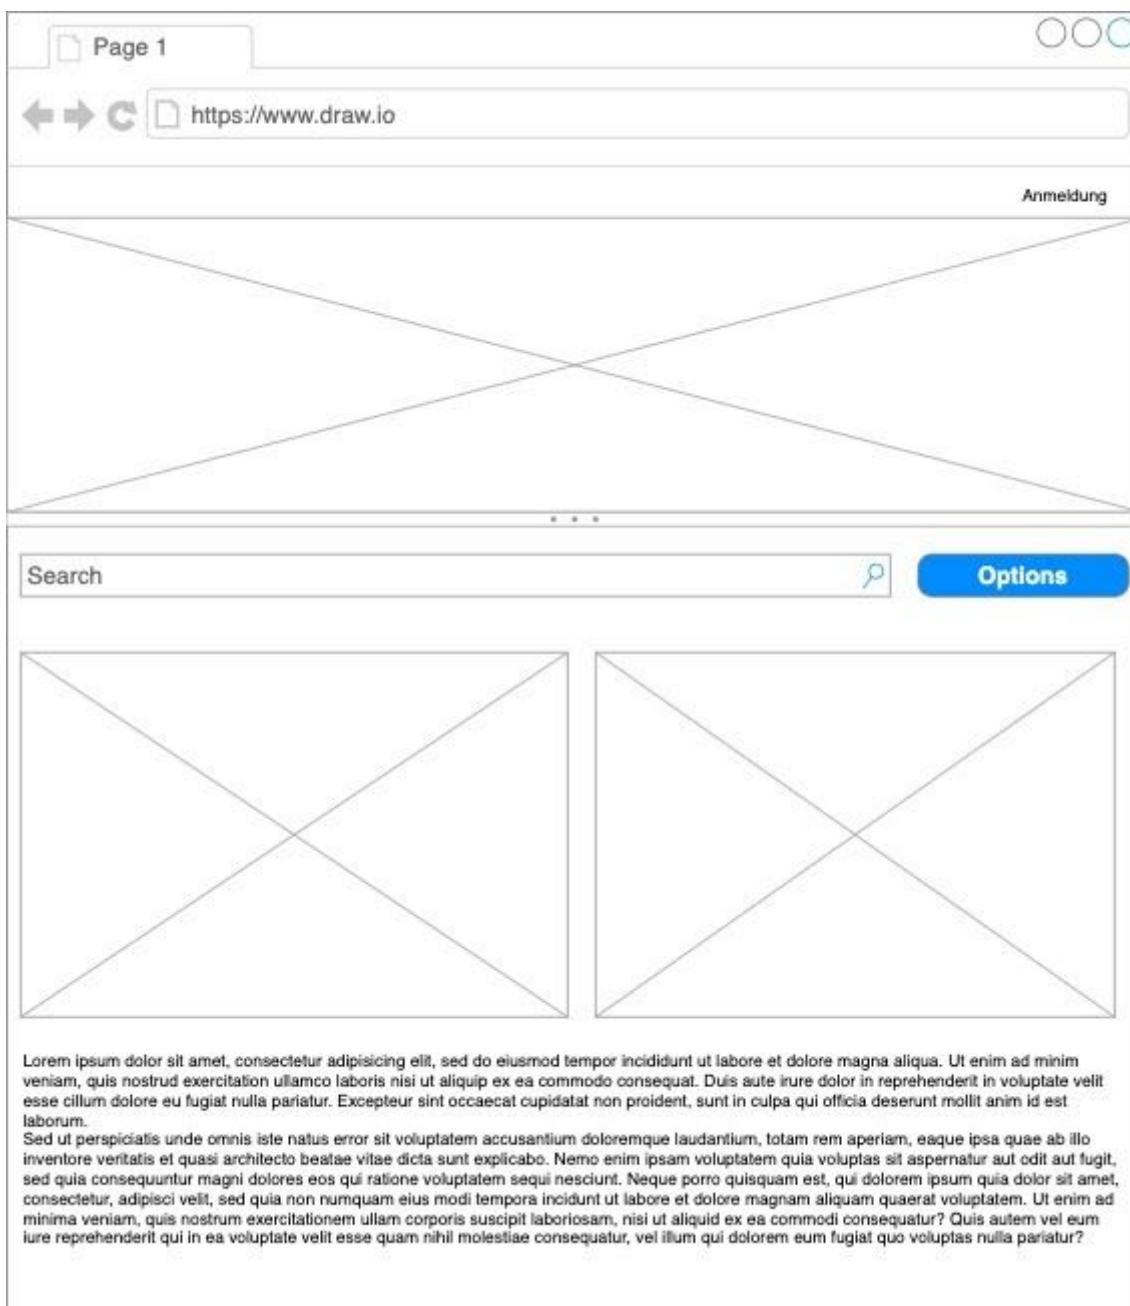 Page 1
https://www.draw.io
Anmeldung
Search
Options
Lorem ipsum dolor sit amet, consectetur adipisicing elit, sed do eiusmod tempor incididunt ut labore et dolore magna aliqua. Ut enim ad minim
veniam, quis nostrud exercitation ullamco laboris nisi ut aliquip ex ea commodo consequat. Duis aute irure dolor in reprehenderit in voluptate velit
esse cillum dolore eu fugiat nulla pariatur. Excepteur sint occaecat cupidatat non proident, sunt in culpa qui officia deserunt mollit anim id est
laborum.
Sed ut perspiciatis unde omnis iste natus error sit voluptatem accusantium doloremque laudantium, totam rem aperiam, eaque ipsa quae ab illo
inventore veritatis et quasi architecto beatae vitae dicta sunt explicabo. Nemo enim ipsam voluptatem quia voluptas sit aspernatur aut odit aut fugit,
sed quia consequuntur magni dolores eos qui ratione voluptatem sequi nesciunt. Neque porro quisquam est, qui dolorem ipsum quia dolor sit amet,
consectetur, adipisci velit, sed quia non numquam eius modi tempora incidunt ut labore et dolore magnam aliquam quaerat voluptatem. Ut enim ad
minima veniam, quis nostrum exercitationem ullam corporis suscipit laboriosam, nisi ut aliquid ex ea commodi consequatur? Quis autem vel eum
iure reprehenderit qui in ea voluptate velit esse quam nihil molestiae consequatur, vel illum qui dolorem eum fugiat quo voluptas nulla pariatur?